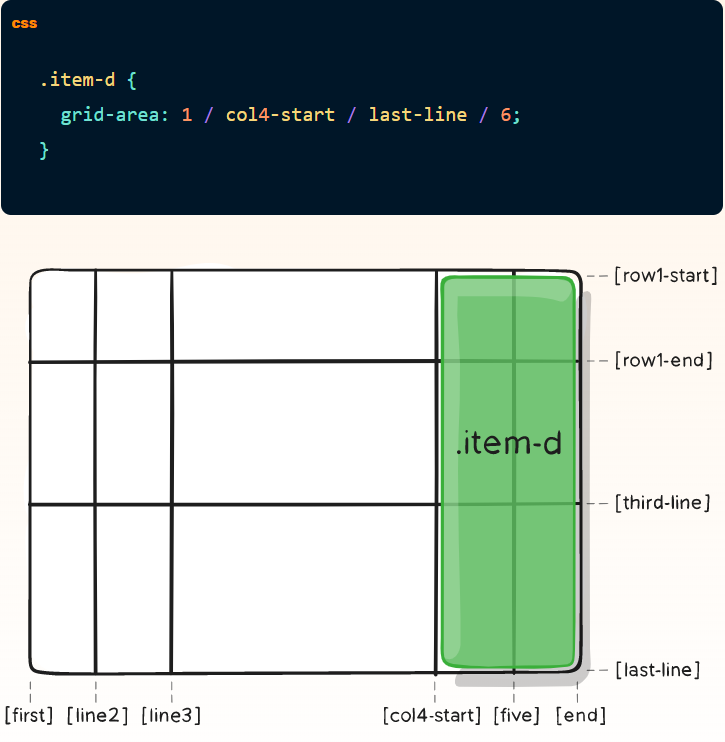 css
.item-d {
  grid-area: 1 / col4-start / last-line / 6;
}
[row1-start]
[row1-end]
.item-d
[third-line]
[last-line]
[first] [line2] [line3] [col4-start] [five] [end]